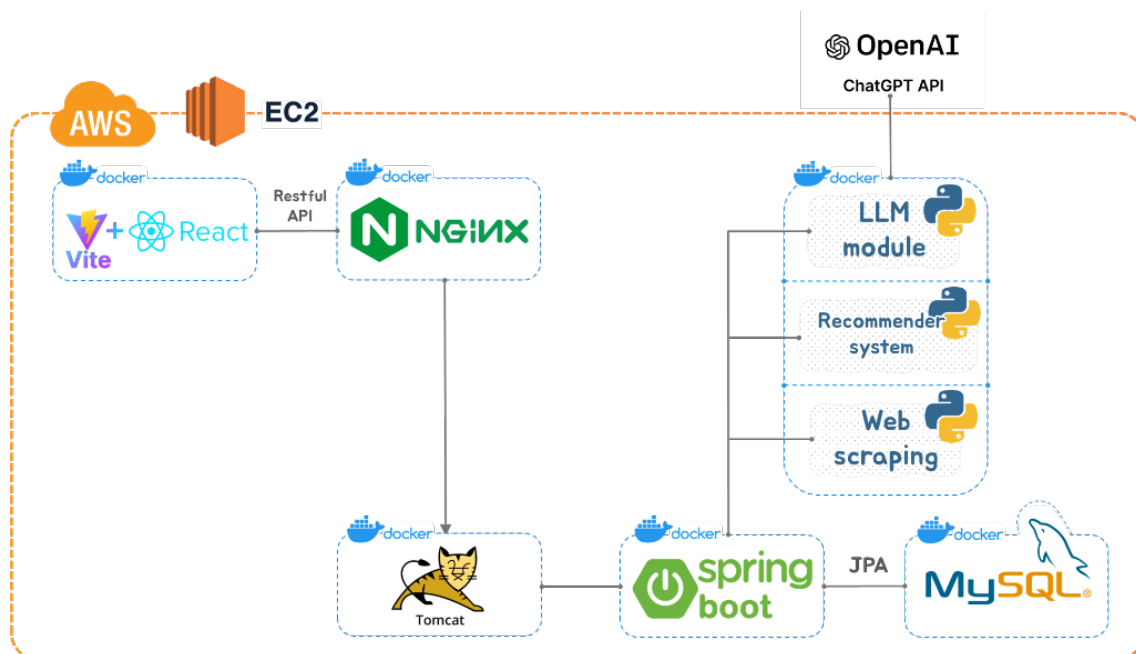 OpenAI
ChatGPT API
AWS
EC2
docker
Vite
+
React
Restful
API
docker
NGiNX
docker
LLM
module
Recommender
system
Web
scraping
docker
Tomcat
docker
spring
boot
JPA
docker
MySQL®